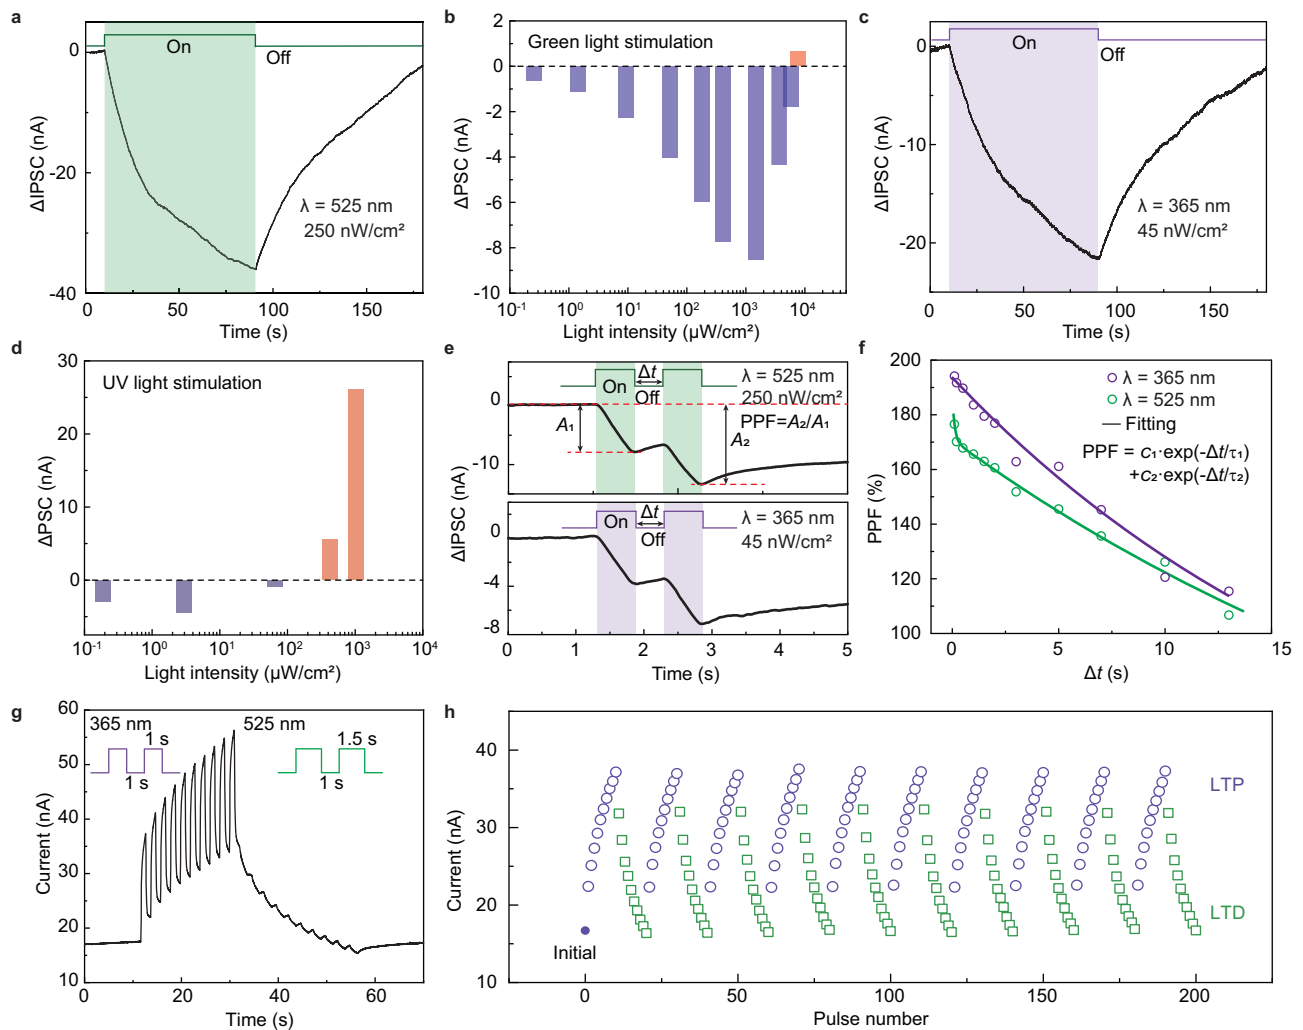 a
On
Off
0
-20
-40
ΔIPSC (nA)
λ = 525 nm
250 nW/cm²
0
50
100
150
Time (s)
b
Green light stimulation
2
0
-2
-4
-6
-8
-10
ΔPSC (nA)
10⁻¹
10⁰
10¹
10²
10³
10⁴
Light intensity (μW/cm²)
c
On
Off
0
-10
-20
ΔIPSC (nA)
λ = 365 nm
45 nW/cm²
0
50
100
150
Time (s)
d
UV light stimulation
30
25
20
15
10
5
0
-5
ΔPSC (nA)
10⁻¹
10⁰
10¹
10²
10³
10⁴
Light intensity (μW/cm²)
e
On
Δt
Off
λ = 525 nm
250 nW/cm²
PPF=A₂/A₁
A₁
A₂
0
-10
ΔIPSC (nA)
On
Δt
Off
λ = 365 nm
45 nW/cm²
0
-4
-8
0
1
2
3
4
5
Time (s)
f
200
180
160
140
120
100
PPF (%)
λ = 365 nm
λ = 525 nm
Fitting
PPF = c₁·exp(-Δt/τ₁)
+c₂·exp(-Δt/τ₂)
0
5
10
15
Δt (s)
g
60
50
40
30
20
10
Current (nA)
365 nm
1 s
1 s
525 nm
1.5 s
1 s
0
20
40
60
Time (s)
h
40
30
20
10
Current (nA)
LTP
LTD
Initial
0
50
100
150
200
Pulse number